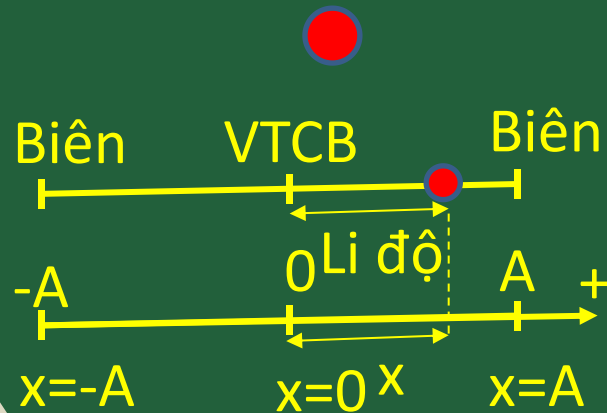 Biên VTCB Biên
Li độ
-A 0 A +
x=-A x=0 x x=A